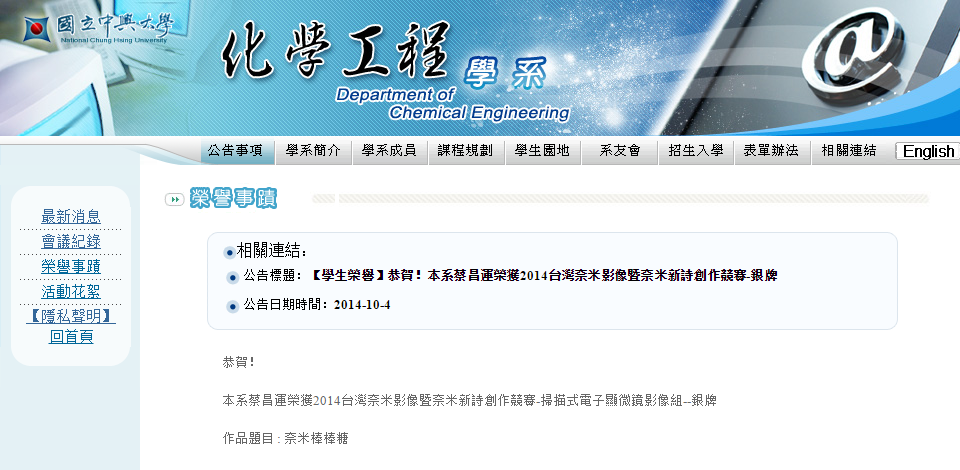 國立中興大學
National Chung Hsing University
化學工程學系
Department of
Chemical Engineering
公告事項 學系簡介 學系成員 課程規劃 學生園地 系友會 招生入學 表單辦法 相關連結 English
榮譽事蹟
最新消息
會議紀錄
榮譽事蹟
活動花絮
【隱私聲明】
回首頁
相關連結：
公告標題：【學生榮譽】恭賀！本系蔡昌運榮獲2014台灣奈米影像暨奈米新詩創作競賽-銀牌
公告日期時間：2014-10-4
恭賀！
本系蔡昌運榮獲2014台灣奈米影像暨奈米新詩創作競賽-掃描式電子顯微鏡影像組--銀牌
作品題目 : 奈米棒棒糖